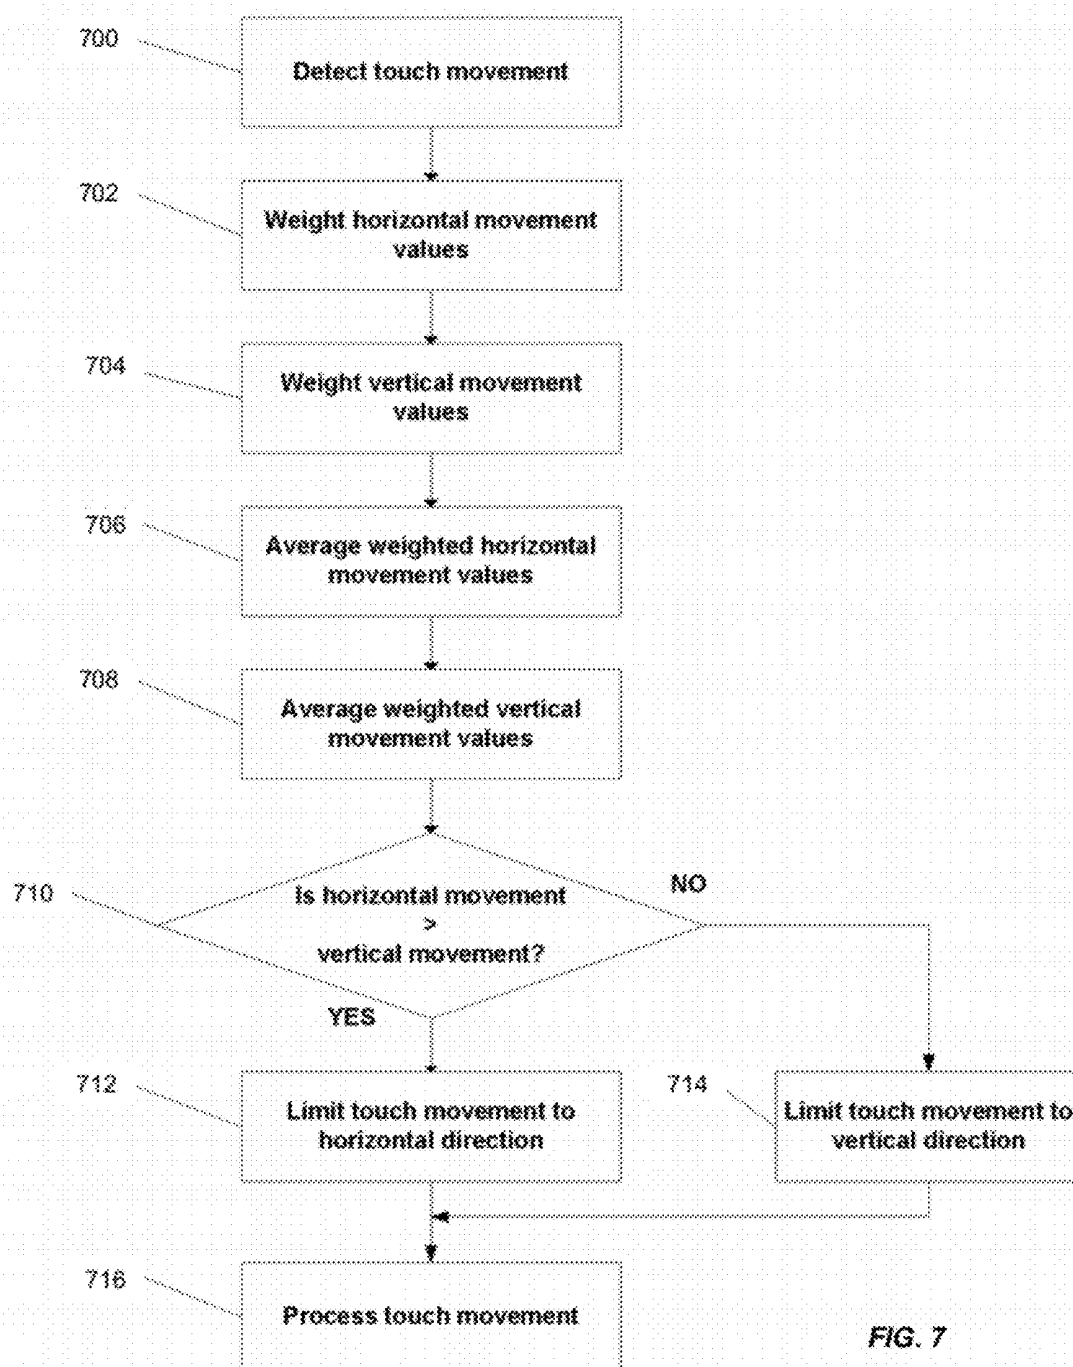 700
Detect touch movement
702
Weight horizontal movement
values
704
Weight vertical movement
values
706
Average weighted horizontal
movement values
708
Average weighted vertical
movement values
710
Is horizontal movement
>
vertical movement?
NO
YES
712
Limit touch movement to
horizontal direction
714
Limit touch movement to
vertical direction
716
Process touch movement
FIG. 7